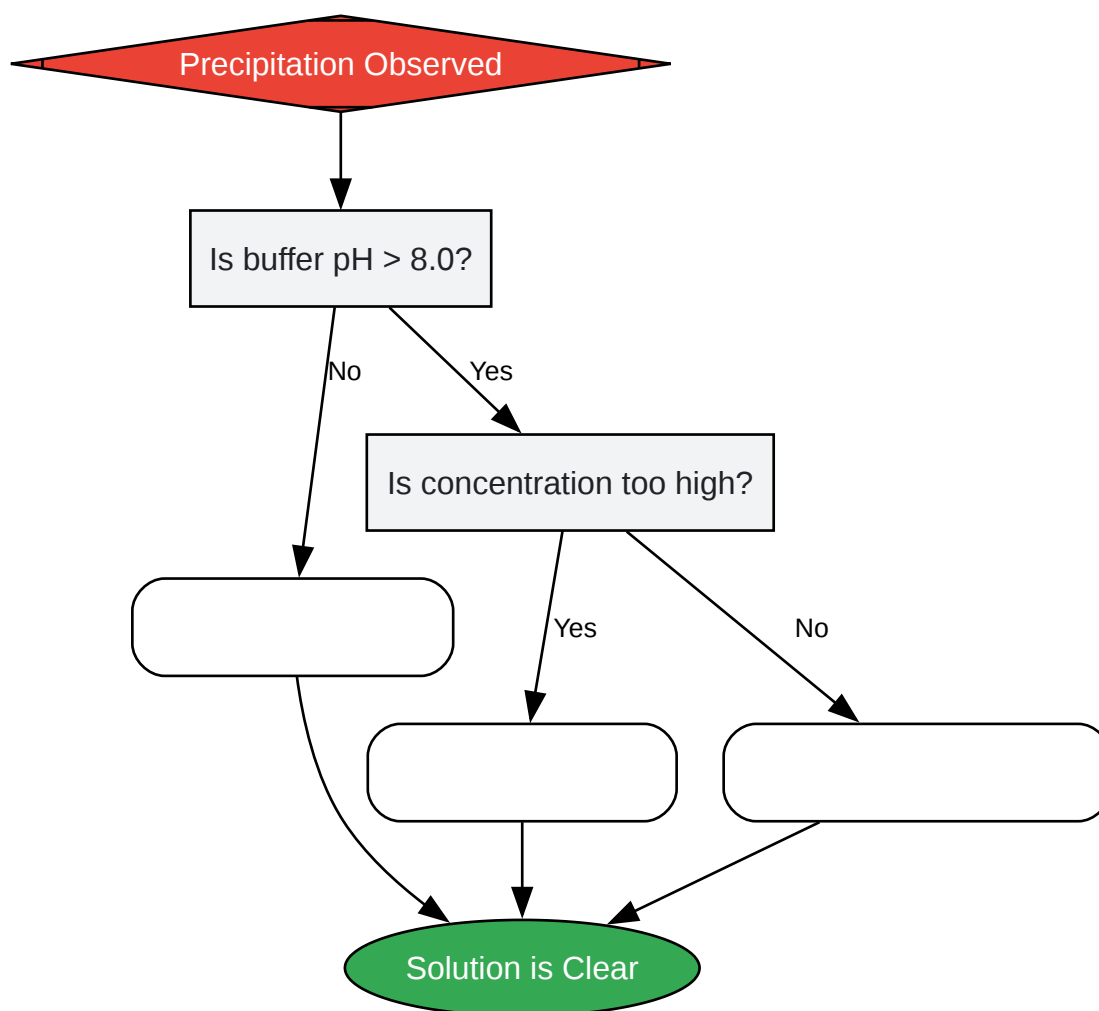 Precipitation Observed
Is buffer pH > 8.0?
No
Yes
Is concentration too high?
Yes
No
Solution is Clear